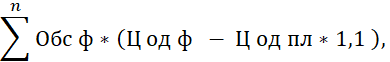 n
∑ Обс ф * (Ц од ф − Ц од пл * 1,1 ),